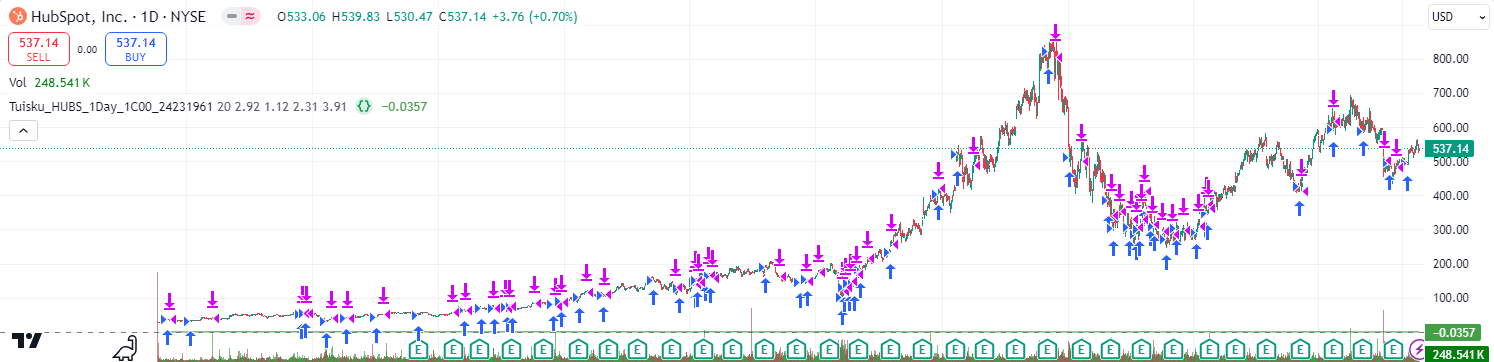 HubSpot, Inc. · 1D · NYSE
O533.06 H539.83 L530.47 C537.14 +3.76 (+0.70%)
USD
537.14
SELL
0.00
537.14
BUY
Vol 248.541 K
Tuisku_HUBS_1Day_1C00_24231961 20 2.92 1.12 2.31 3.91 −0.0357
800.00
700.00
600.00
537.14
500.00
400.00
300.00
200.00
100.00
−0.0357
248.541 K
E E E E E E E E E E E E E E E E E E E E E E E E E E E E E E E E